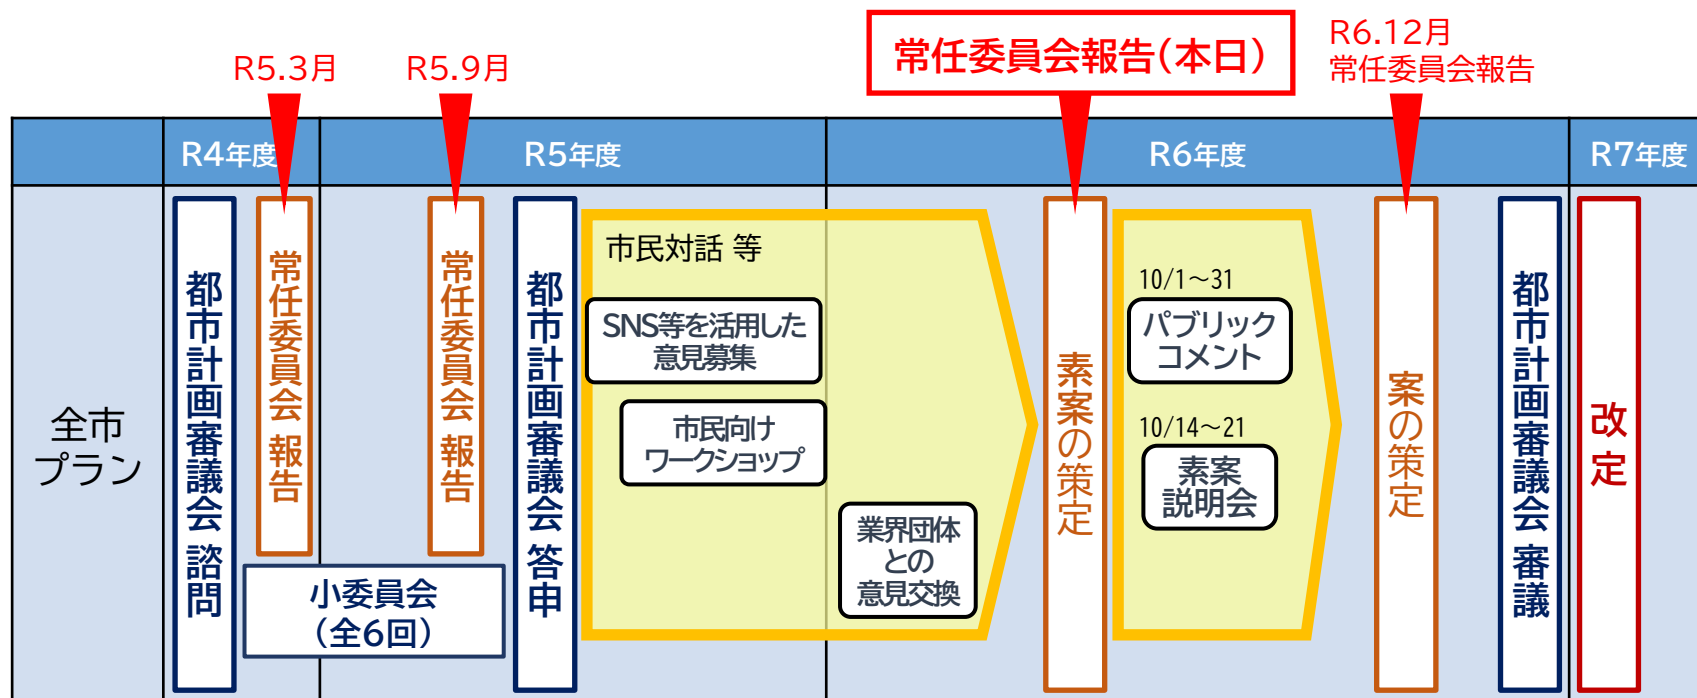 R5.3月
R5.9月
常任委員会報告(本日)
R6.12月
常任委員会報告
R4年度
R5年度
R6年度
R7年度
全市
プラン
都市計画審議会 諮問
常任委員会 報告
小委員会
(全6回)
常任委員会 報告
都市計画審議会 答申
市民対話 等
SNS等を活用した
意見募集
市民向け
ワークショップ
業界団体
との
意見交換
素案の策定
10/1~31
パブリック
コメント
10/14~21
素案
説明会
案の策定
都市計画審議会 審議
改定